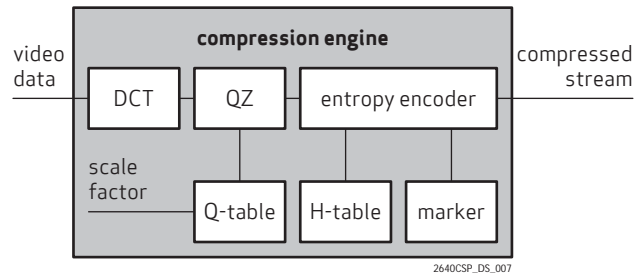 compression engine
video
data
compressed
stream
DCT
QZ
entropy encoder
scale
factor
Q-table
H-table
marker
2640CSP_DS_007